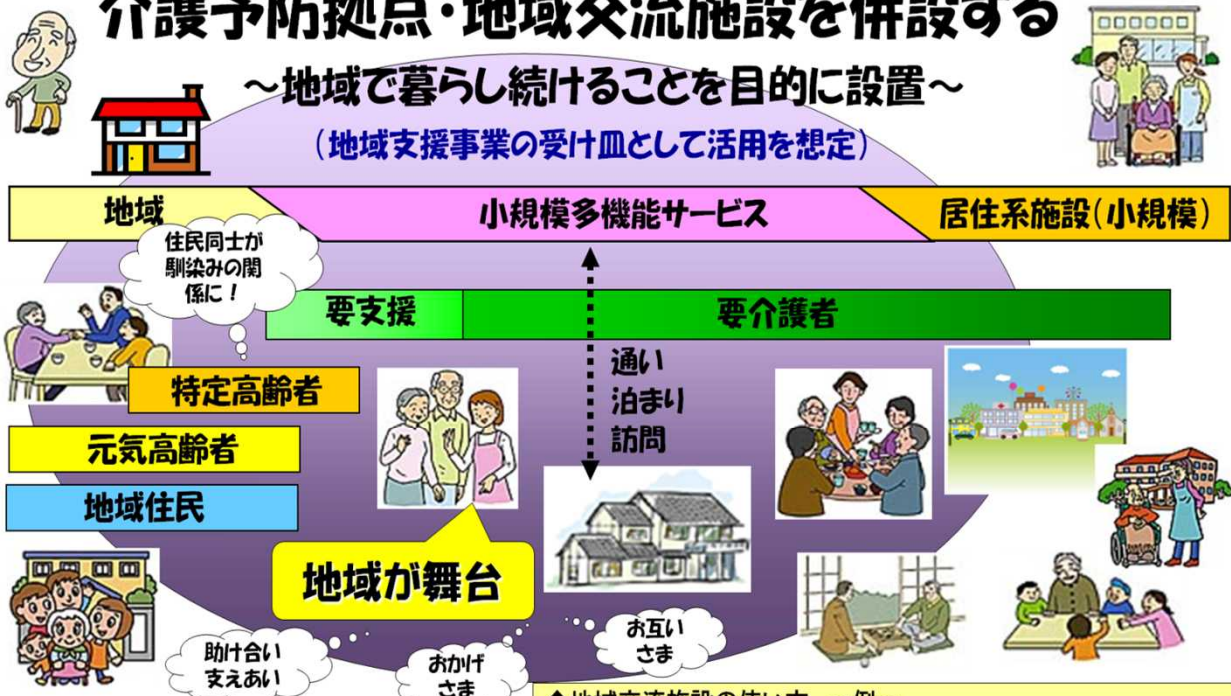 介護予防拠点・地域交流施設を併設する
～地域で暮らし続けることを目的に設置～
(地域支援事業の受け皿として活用を想定)
地域
小規模多機能サービス
居住系施設(小規模)
住民同士が
馴染みの関
係に！
要支援
要介護者
通い
泊まり
訪問
特定高齢者
元気高齢者
地域住民
地域が舞台
助け合い
支えあい
おかげ
さま
お互い
さま